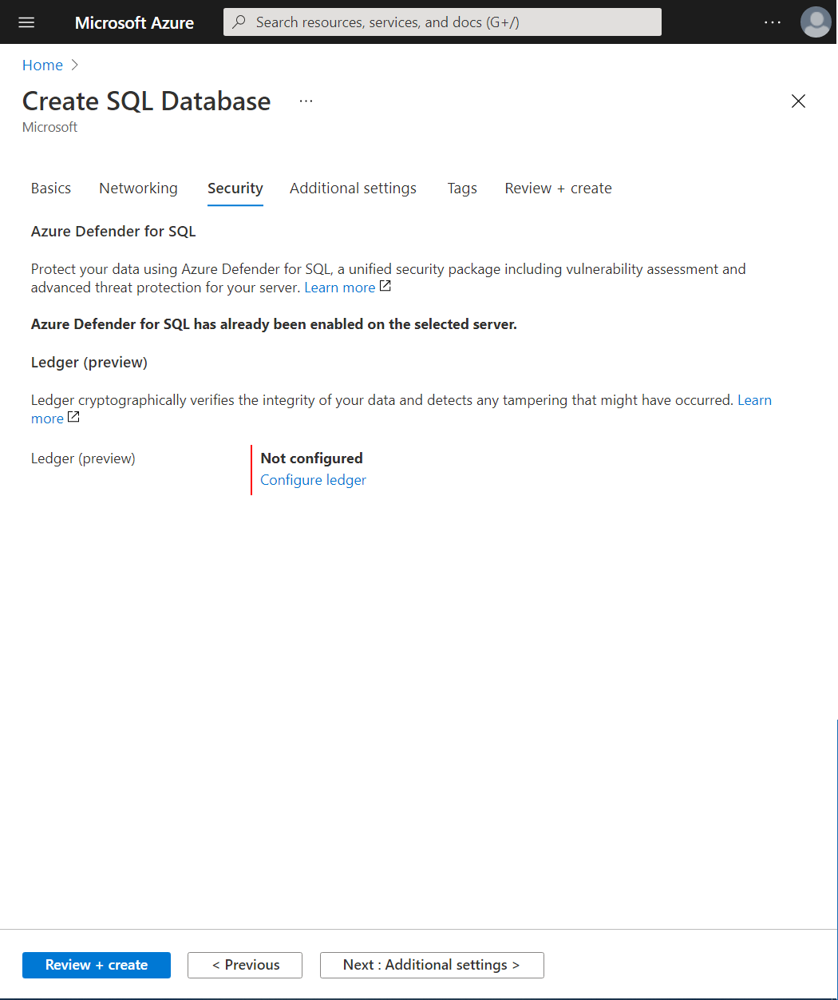 Microsoft Azure
Search resources, services, and docs (G+/)
Home
Create SQL Database
Microsoft
Basics
Networking
Security
Additional settings
Tags
Review + create
Azure Defender for SQL
Protect your data using Azure Defender for SQL, a unified security package including vulnerability assessment and
advanced threat protection for your server. Learn more
Azure Defender for SQL has already been enabled on the selected server.
Ledger (preview)
Ledger cryptographically verifies the integrity of your data and detects any tampering that might have occurred. Learn
more
Ledger (preview)
Not configured
Configure ledger
Review + create
< Previous
Next : Additional settings >